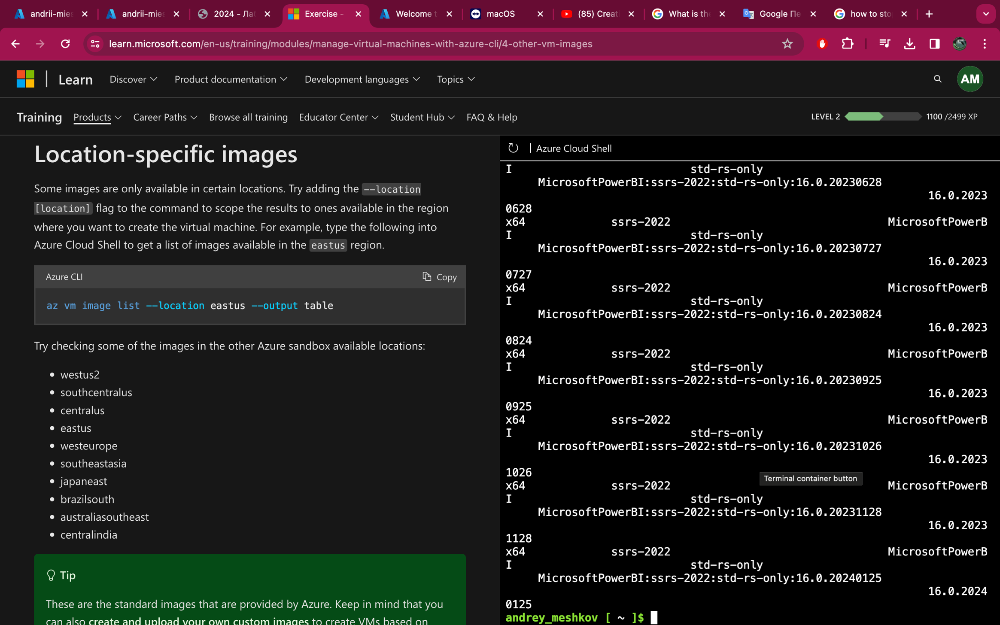 andrii-mies
andrii-mies
2024 - Ла
Exercise -
Welcome t
macOS
(85) Creati
What is the
Google Пе
how to sto
learn.microsoft.com/en-us/training/modules/manage-virtual-machines-with-azure-cli/4-other-vm-images
Learn
Discover
Product documentation
Development languages
Topics
AM
Training
Products
Career Paths
Browse all training
Educator Center
Student Hub
FAQ & Help
LEVEL 2
1100 /2499 XP
Location-specific images
Some images are only available in certain locations. Try adding the --location
[location] flag to the command to scope the results to ones available in the region
where you want to create the virtual machine. For example, type the following into
Azure Cloud Shell to get a list of images available in the eastus region.
Azure CLI
Copy
az vm image list --location eastus --output table
Try checking some of the images in the other Azure sandbox available locations:
• westus2
• southcentralus
• centralus
• eastus
• westeurope
• southeastasia
• japaneast
• brazilsouth
• australiasoutheast
• centralindia
Tip
These are the standard images that are provided by Azure. Keep in mind that you
can also create and upload your own custom images to create VMs based on
| Azure Cloud Shell
I std-rs-only
MicrosoftPowerBI:ssrs-2022:std-rs-only:16.0.20230628
16.0.2023
0628
x64 ssrs-2022 MicrosoftPowerB
I std-rs-only
MicrosoftPowerBI:ssrs-2022:std-rs-only:16.0.20230727
16.0.2023
0727
x64 ssrs-2022 MicrosoftPowerB
I std-rs-only
MicrosoftPowerBI:ssrs-2022:std-rs-only:16.0.20230824
16.0.2023
0824
x64 ssrs-2022 MicrosoftPowerB
I std-rs-only
MicrosoftPowerBI:ssrs-2022:std-rs-only:16.0.20230925
16.0.2023
0925
x64 ssrs-2022 MicrosoftPowerB
I std-rs-only
MicrosoftPowerBI:ssrs-2022:std-rs-only:16.0.20231026
16.0.2023
1026
Terminal container button
x64 ssrs-2022 MicrosoftPowerB
I std-rs-only
MicrosoftPowerBI:ssrs-2022:std-rs-only:16.0.20231128
16.0.2023
1128
x64 ssrs-2022 MicrosoftPowerB
I std-rs-only
MicrosoftPowerBI:ssrs-2022:std-rs-only:16.0.20240125
16.0.2024
0125
andrey_meshkov [ ~ ]$